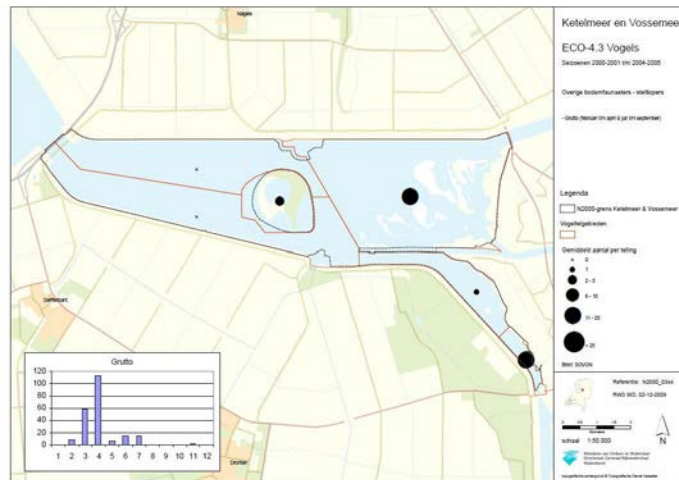 Ketelmeer en Vossemeer
ECO-4.3 Vogels
Seizoenen 2000-2001 t/m 2004-2005
Overige bodemfaunaeters - steltlopers
- Grutto (februari t/m april & juli t/m september)
Legenda
N2000-grens Ketelmeer & Vossemeer
Vogeltelgebieden
Gemiddeld aantal per telling
0
1
2 - 5
6 - 10
11 - 25
> 25
Bron: SOVON
Referentie:
RWS WD, 02-12-2009
schaal 1:50.000
N
Nagele
Swifterbant
Dronten
Grutto
120
100
80
60
40
20
0
1 2 3 4 5 6 7 8 9 10 11 12